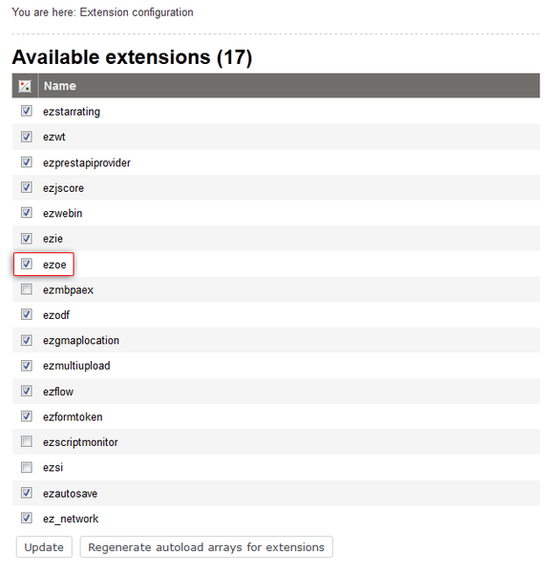 You are here: Extension configuration
Available extensions (17)
Name
ezstarrating
ezwt
ezprestapiprovider
ezjscore
ezwebin
ezie
ezoe
ezmbpaex
ezodf
ezgmaplocation
ezmultiupload
ezflow
ezformtoken
ezscriptmonitor
ezsi
ezautosave
ez_network
Update Regenerate autoload arrays for extensions